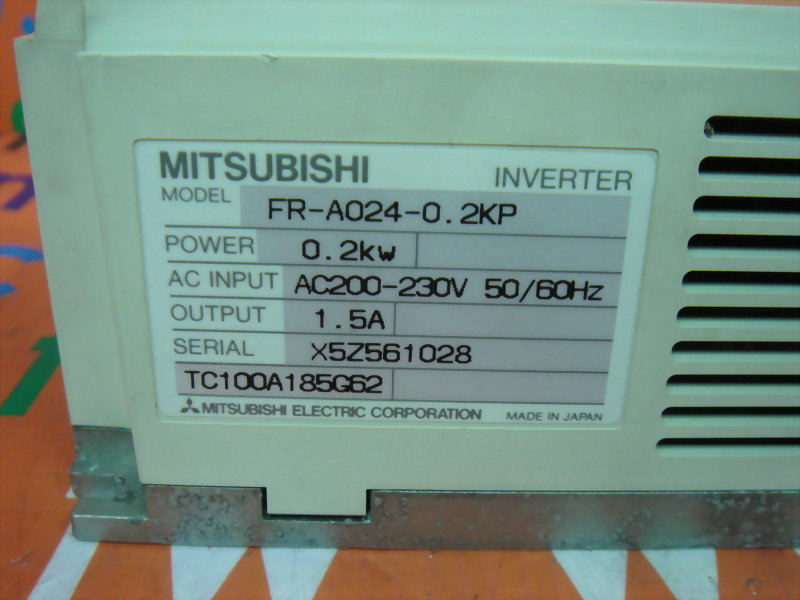 MITSUBISHI INVERTER
MODEL FR-A024-0.2KP
POWER 0.2kw
AC INPUT AC200-230V 50/60Hz
OUTPUT 1.5A
SERIAL X5Z561028
TC100A185G62
MITSUBISHI ELECTRIC CORPORATION MADE IN JAPAN